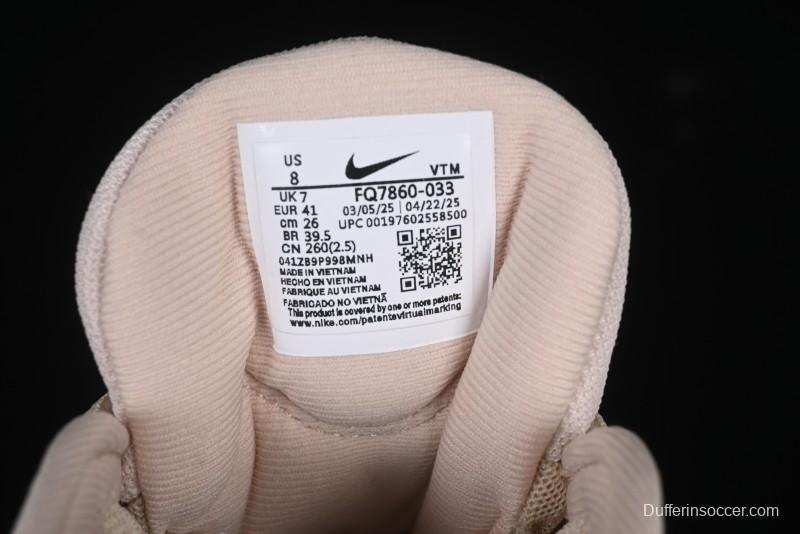 US
8
VTM
UK 7
FQ7860-033
EUR 41
03/05/25 | 04/22/25
cm 26
UPC 00197602558500
BR 39.5
CN 260(2.5)
041ZB9P998MNH
MADE IN VIETNAM
HECHO EN VIETNAM
FABRIQUE AU VIETNAM
FABRICADO NO VIETNÃ
This product is covered by one or more patents:
www.nike.com/patentsvirtualmarking
Dufferinsoccer.com